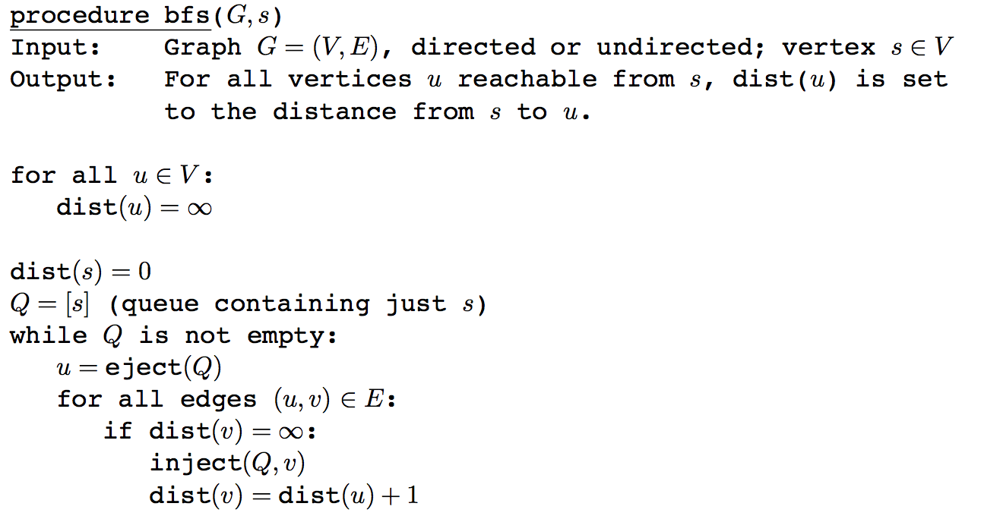 procedure bfs(G, s)
Input: Graph G = (V, E), directed or undirected; vertex s ∈ V
Output: For all vertices u reachable from s, dist(u) is set
to the distance from s to u.
for all u ∈ V:
dist(u) = ∞
dist(s) = 0
Q = [s] (queue containing just s)
while Q is not empty:
u = eject(Q)
for all edges (u, v) ∈ E:
if dist(v) = ∞:
inject(Q, v)
dist(v) = dist(u) + 1